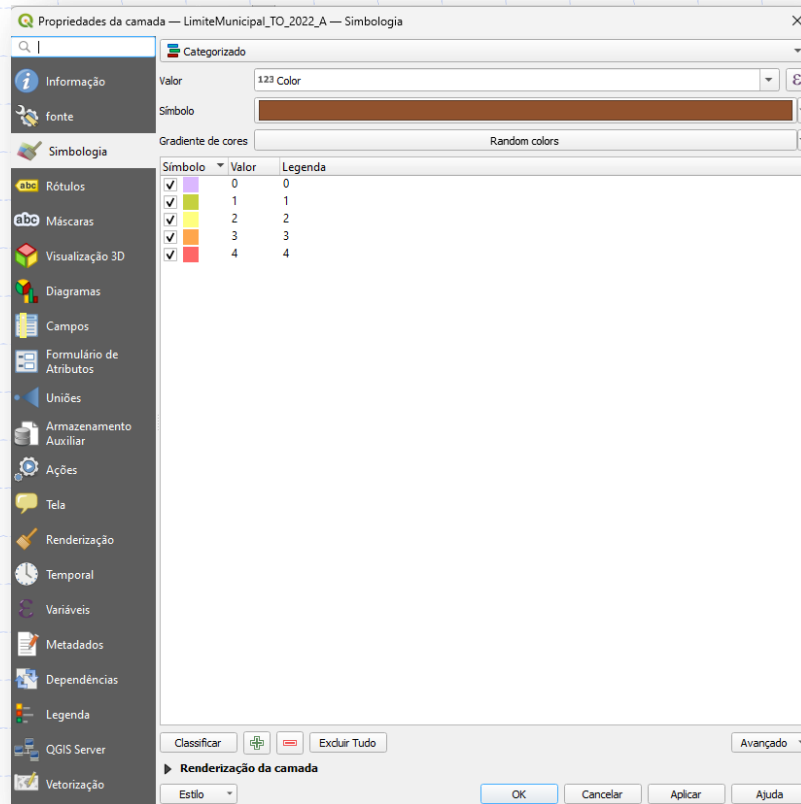 Propriedades da camada — LimiteMunicipal_TO_2022_A — Simbologia
Categorizado
Informação
Valor
123 Color
ε
fonte
Símbolo
Simbologia
Gradiente de cores
Random colors
Símbolo Valor Legenda
0 0
1 1
2 2
3 3
4 4
abc Rótulos
abc Máscaras
Visualização 3D
Diagramas
Campos
Formulário de
Atributos
Uniões
Armazenamento
Auxiliar
Ações
Tela
Renderização
Temporal
ε Variáveis
Metadados
Dependências
Legenda
QGIS Server
Vetorização
Classificar
Excluir Tudo
Avançado
Renderização da camada
Estilo
OK
Cancelar
Aplicar
Ajuda